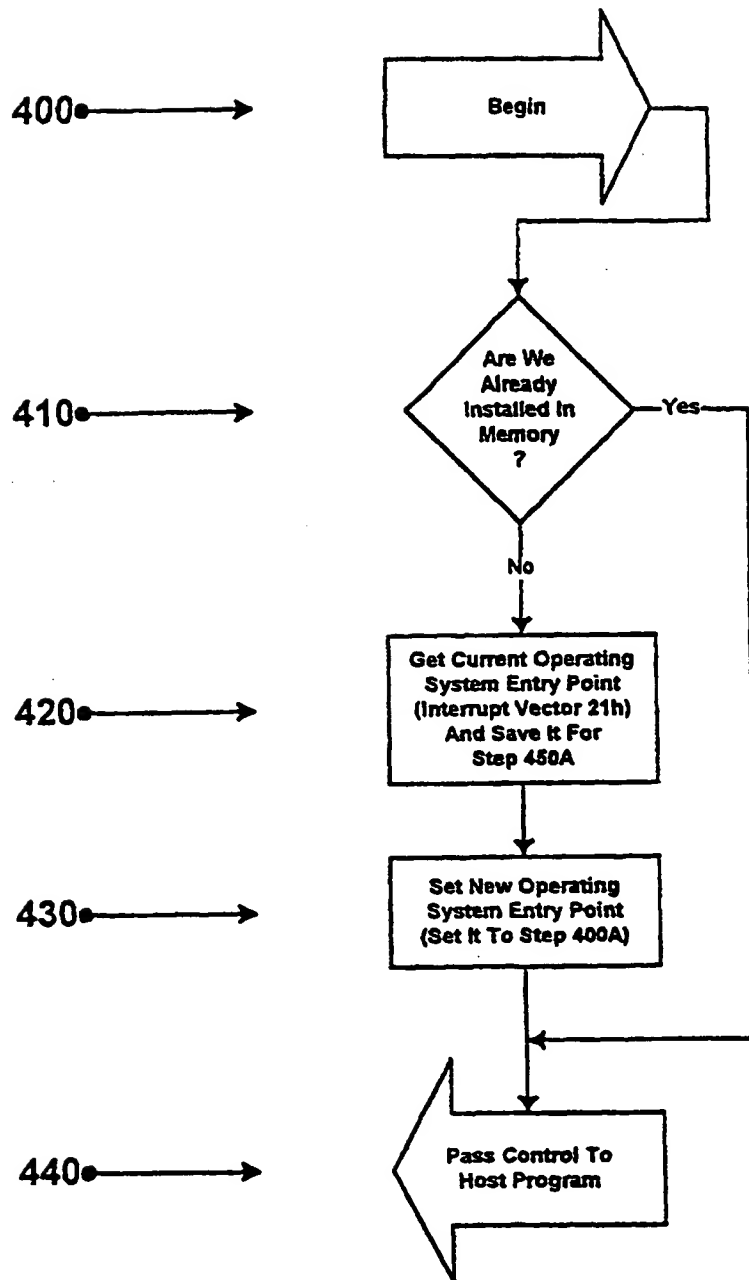 400
Begin
410
Are We
Already
Installed In
Memory
?
Yes
No
420
Get Current Operating
System Entry Point
(Interrupt Vector 21h)
And Save It For
Step 450A
430
Set New Operating
System Entry Point
(Set It To Step 400A)
440
Pass Control To
Host Program